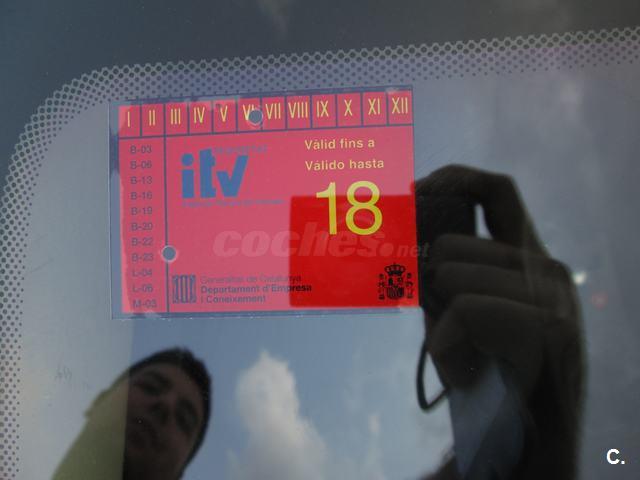 I II III IV V VI VII VIII IX X XI XII
B-03
B-06
B-13
B-16
B-19
B-20
B-22
B-23
L-04
L-06
M-03
itv
Vàlid fins a
Válido hasta
18
coches.net
Generalitat de Catalunya
Departament d'Empresa
i Coneixement
C.